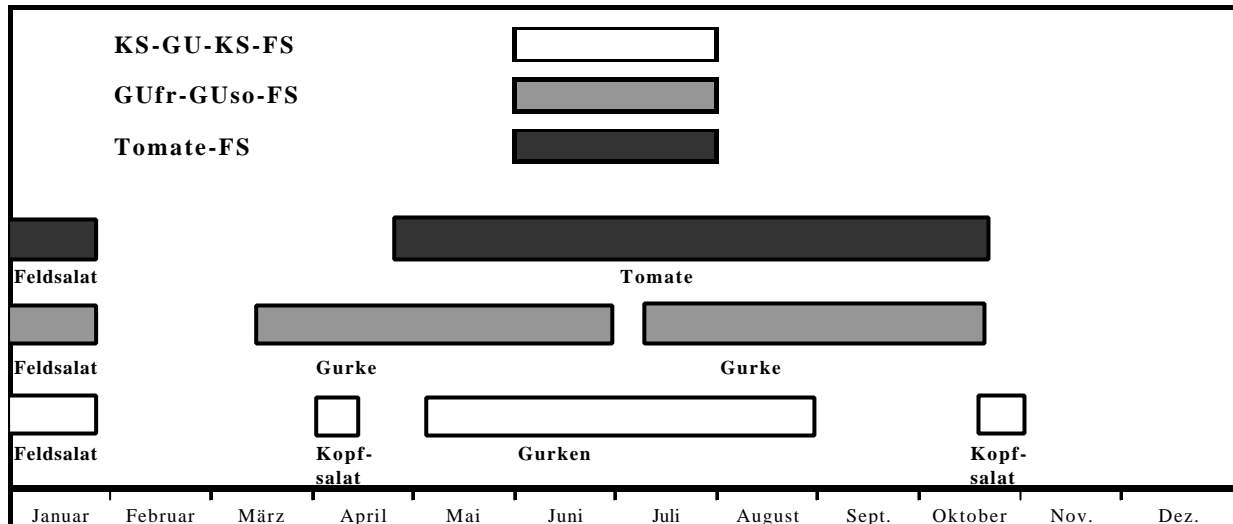 KS-GU-KS-FS
GUfr-GUso-FS
Tomate-FS
Feldsalat Tomate
Feldsalat Gurke Gurke
Feldsalat Kopf- Gurken Kopf-
salat salat
Januar Februar März April Mai Juni Juli August Sept. Oktober Nov. Dez.